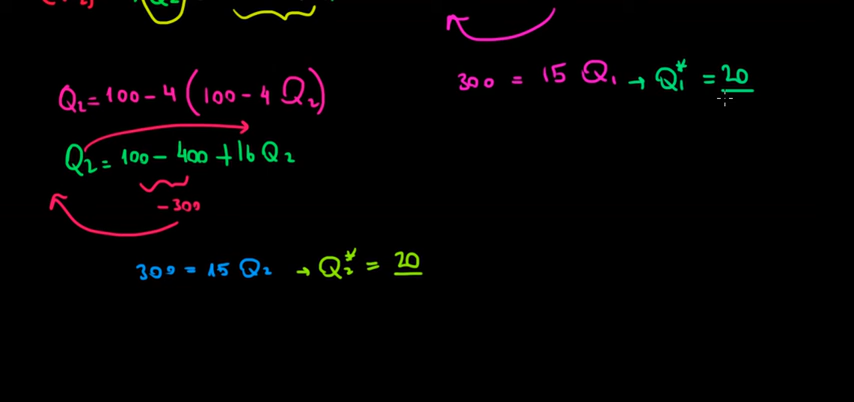 Q₂ = 100 - 4 (100 - 4 Q₂)
Q₂ = 100 - 400 + 16 Q₂
- 300
300 = 15 Q₂ → Q₂* = 20
300 = 15 Q₁ → Q₁* = 20